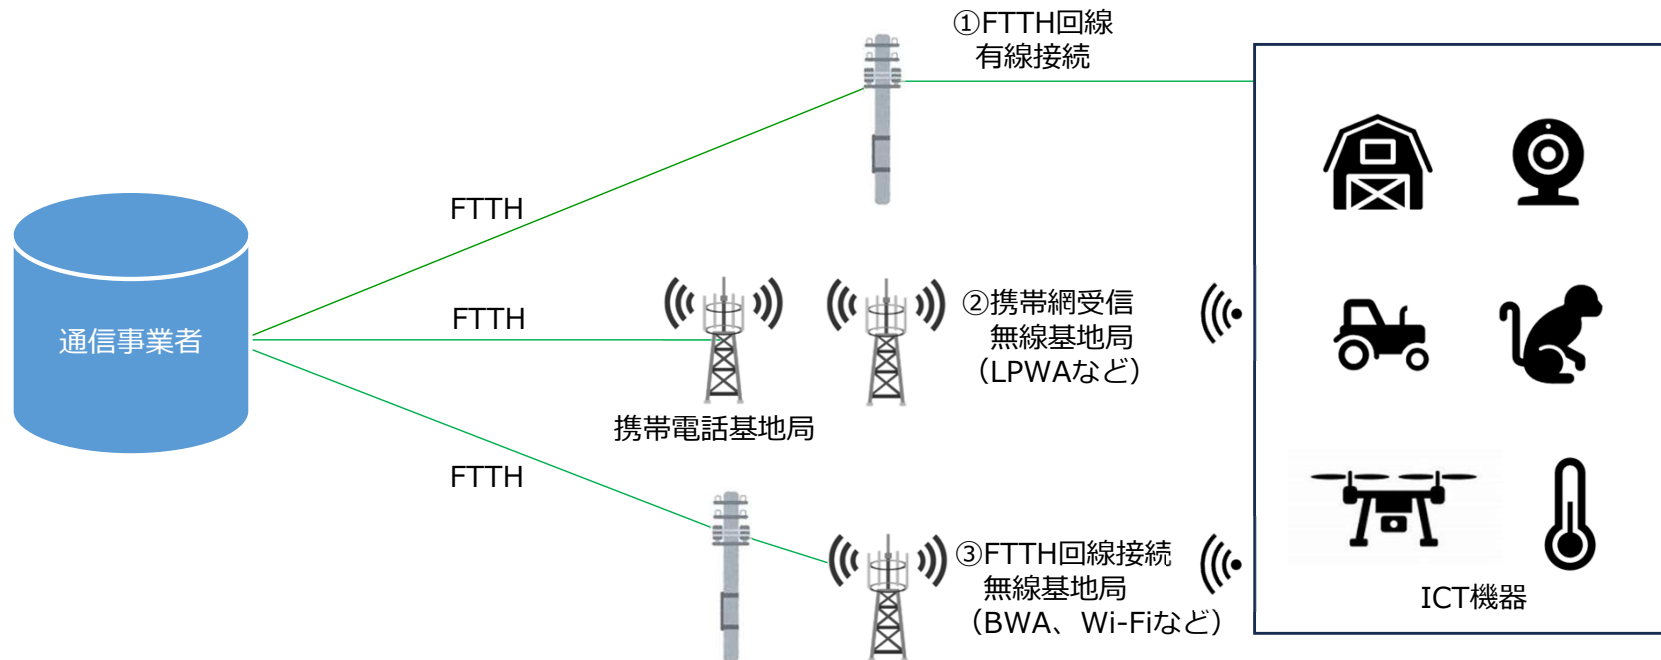 ①FTTH回線
有線接続
FTTH
通信事業者
FTTH
携帯電話基地局
②携帯網受信
無線基地局
（LPWAなど）
FTTH
③FTTH回線接続
無線基地局
（BWA、Wi-Fiなど）
ICT機器